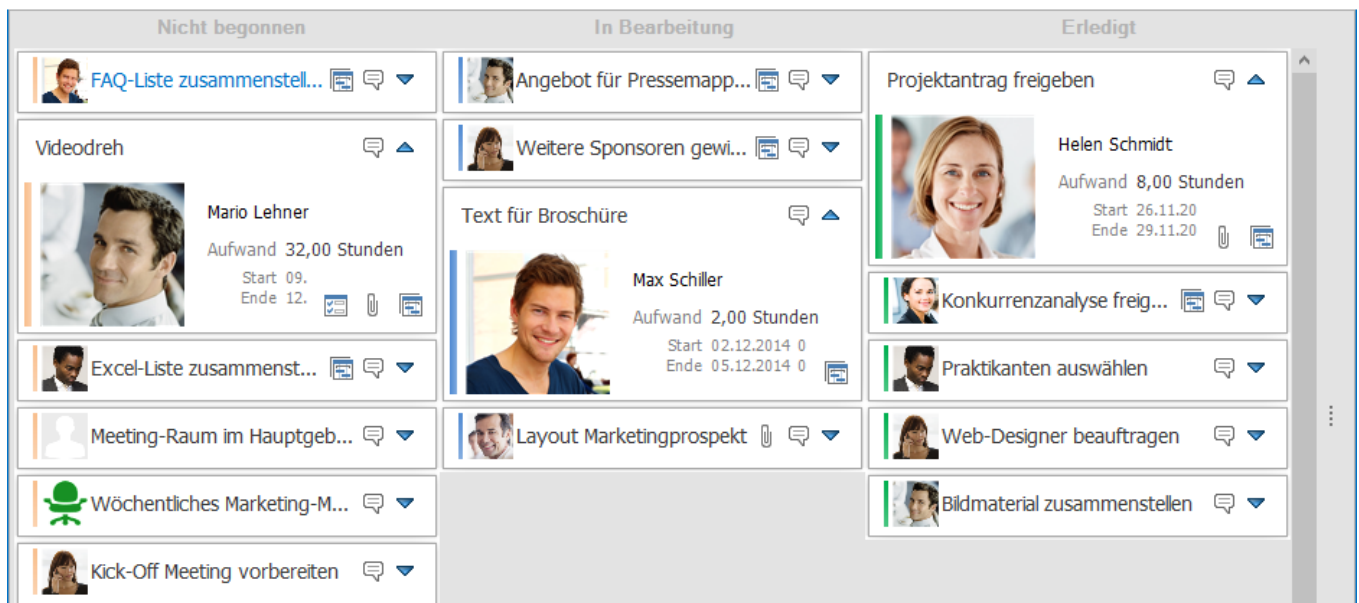 Nicht begonnen
FAQ-Liste zusammenstell...
Videodreh
Mario Lehner
Aufwand 32,00 Stunden
Start 09.
Ende 12.
Excel-Liste zusammenst...
Meeting-Raum im Hauptgeb...
Wöchentliches Marketing-M...
Kick-Off Meeting vorbereiten
In Bearbeitung
Angebot für Pressemapp...
Weitere Sponsoren gewi...
Text für Broschüre
Max Schiller
Aufwand 2,00 Stunden
Start 02.12.2014 0
Ende 05.12.2014 0
Layout Marketingprospekt
Erledigt
Projektantrag freigeben
Helen Schmidt
Aufwand 8,00 Stunden
Start 26.11.20
Ende 29.11.20
Konkurrenzanalyse freig...
Praktikanten auswählen
Web-Designer beauftragen
Bildmaterial zusammenstellen